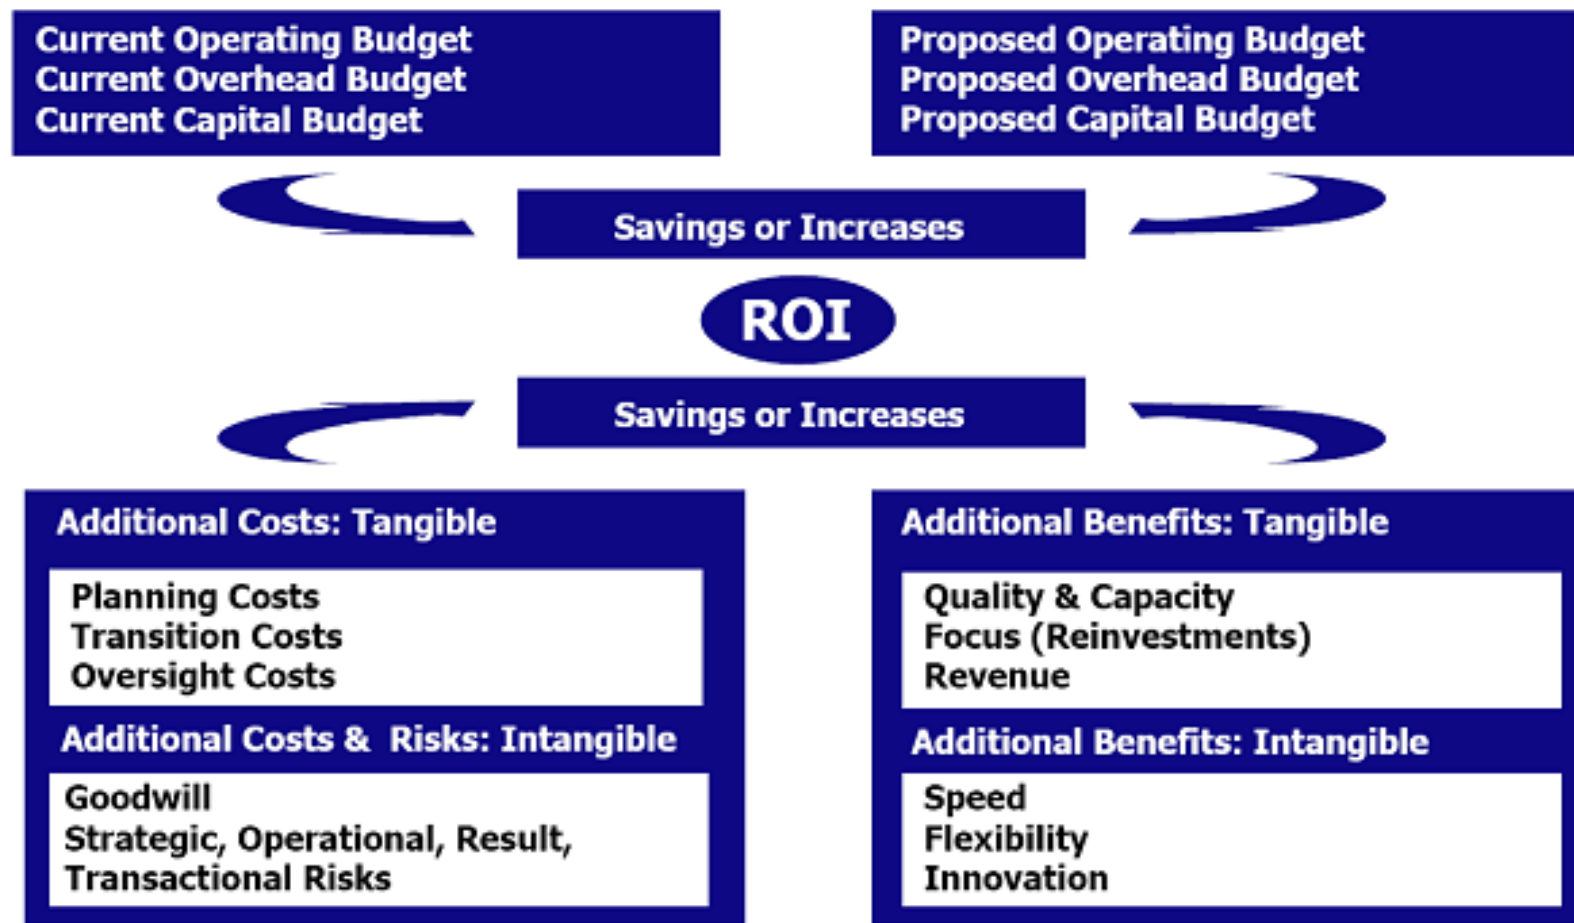 Current Operating Budget
Current Overhead Budget
Current Capital Budget
Proposed Operating Budget
Proposed Overhead Budget
Proposed Capital Budget
Savings or Increases
ROI
Savings or Increases
Additional Costs: Tangible
Planning Costs
Transition Costs
Oversight Costs
Additional Costs & Risks: Intangible
Goodwill
Strategic, Operational, Result,
Transactional Risks
Additional Benefits: Tangible
Quality & Capacity
Focus (Reinvestments)
Revenue
Additional Benefits: Intangible
Speed
Flexibility
Innovation